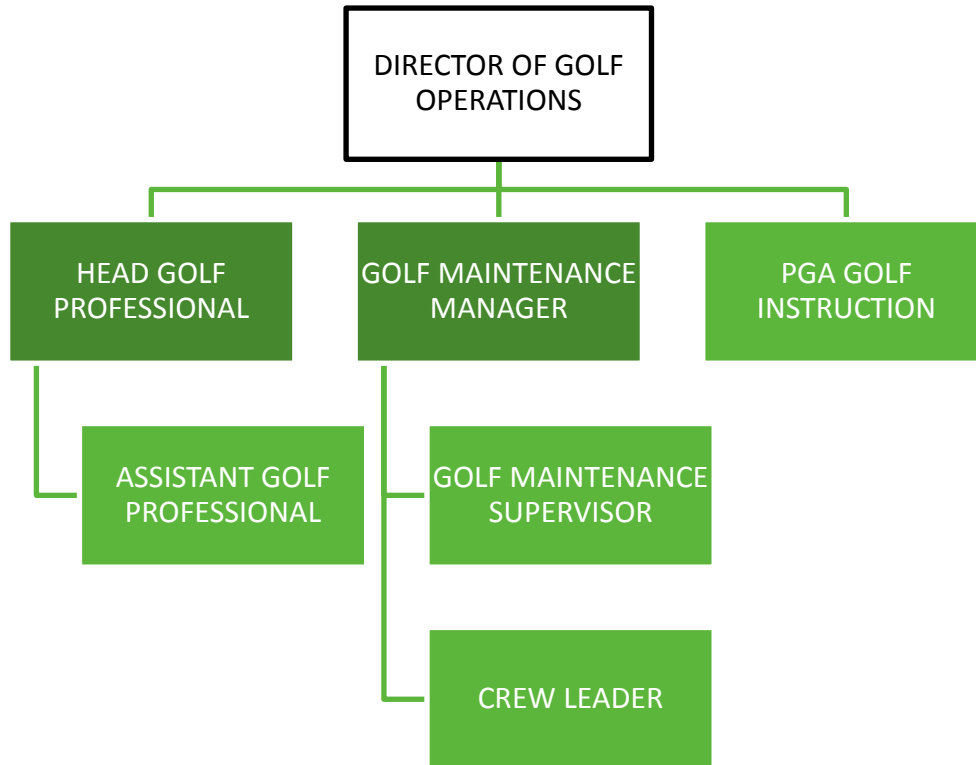 DIRECTOR OF GOLF
OPERATIONS
HEAD GOLF
PROFESSIONAL
GOLF MAINTENANCE
MANAGER
PGA GOLF
INSTRUCTION
ASSISTANT GOLF
PROFESSIONAL
GOLF MAINTENANCE
SUPERVISOR
CREW LEADER